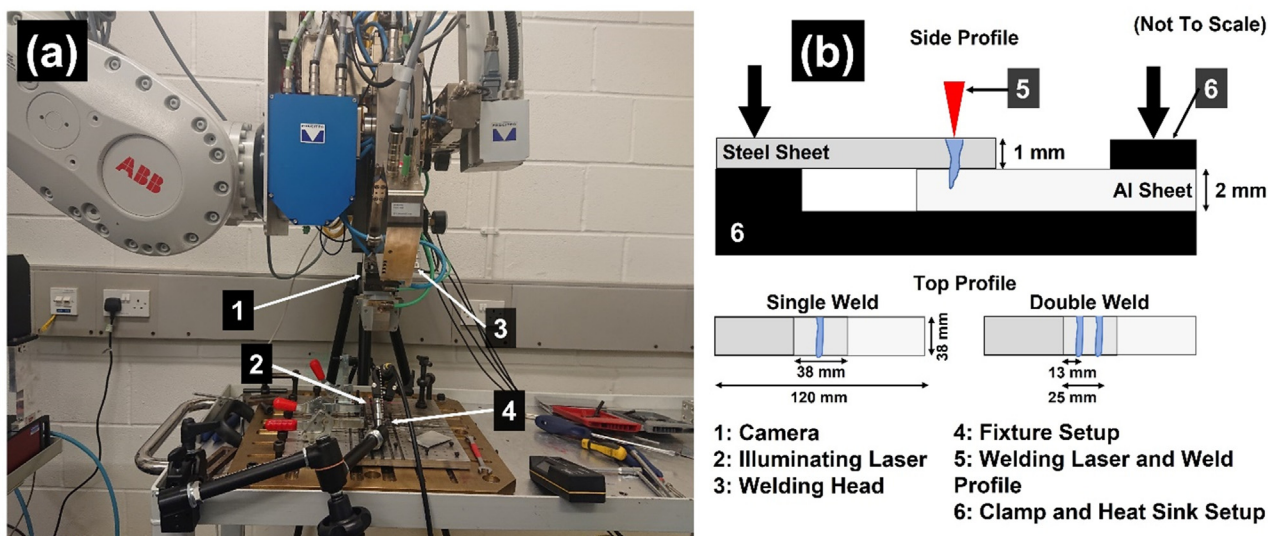 (a)
ABB
1
2
3
4
(b)
Side Profile
(Not To Scale)
5
6
Steel Sheet
1 mm
Al Sheet
2 mm
6
Top Profile
Single Weld
Double Weld
38 mm
38 mm
120 mm
13 mm
25 mm
1: Camera
2: Illuminating Laser
3: Welding Head
4: Fixture Setup
5: Welding Laser and Weld
Profile
6: Clamp and Heat Sink Setup